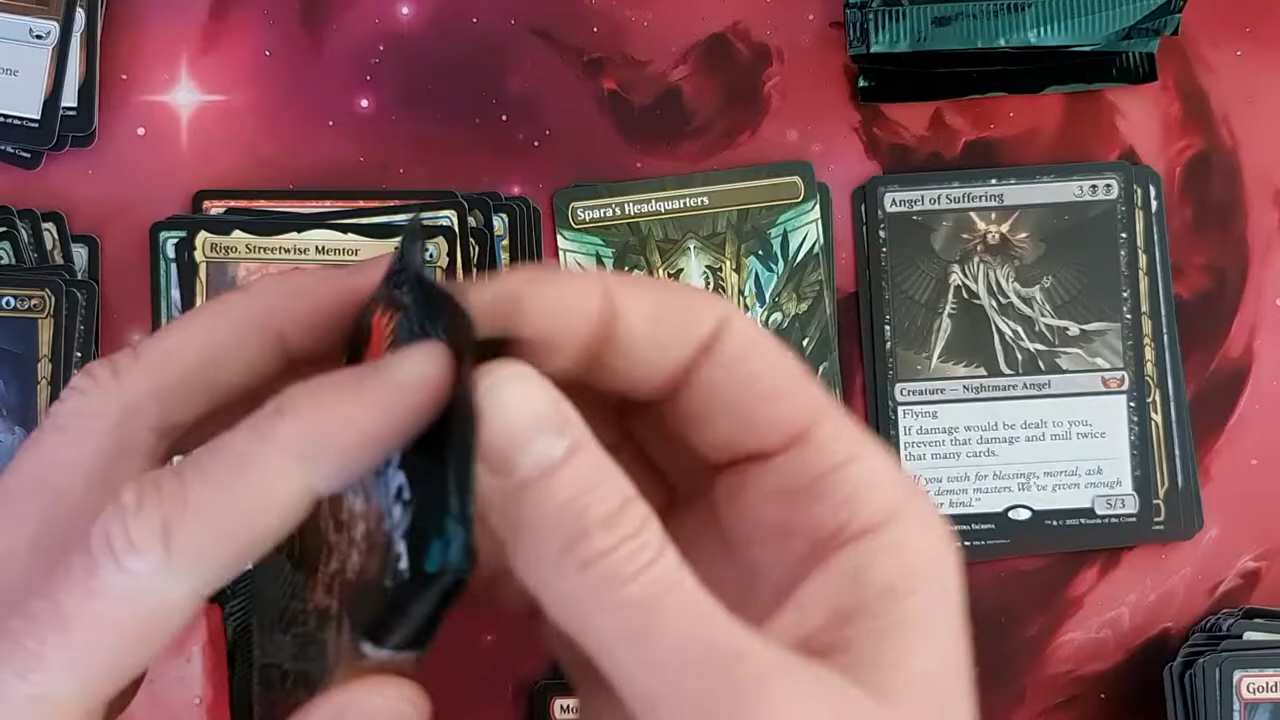 one
Spara's Headquarters
Rigo, Streetwise Mentor
Angel of Suffering
3
Creature — Nightmare Angel
Flying
If damage would be dealt to you,
prevent that damage and mill twice
that many cards.
If you wish for blessings, mortal, ask
demon masters. We've given enough
kind."
5/3
™ & © 2022 Wizards of the Coast